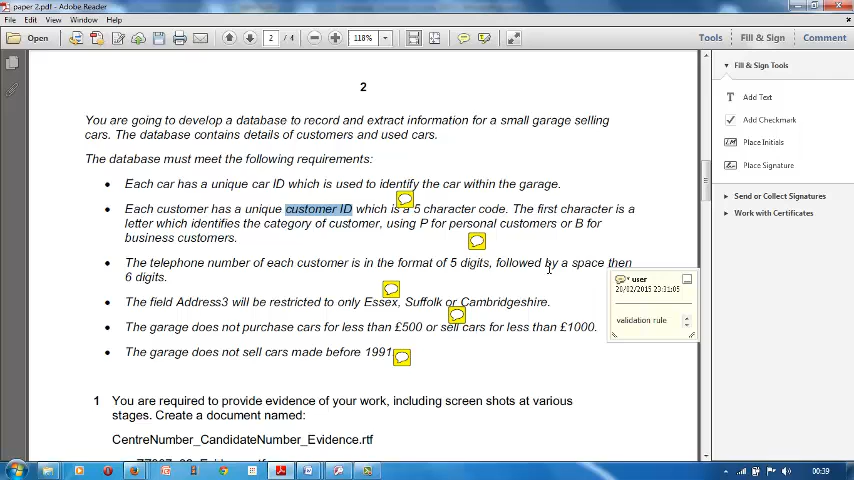 paper 2.pdf - Adobe Reader
File Edit View Window Help
Open 2 / 4 118% Tools Fill & Sign Comment
2
You are going to develop a database to record and extract information for a small garage selling
cars. The database contains details of customers and used cars.
The database must meet the following requirements:
• Each car has a unique car ID which is used to identify the car within the garage.
• Each customer has a unique customer ID which is a 5 character code. The first character is a
letter which identifies the category of customer, using P for personal customers or B for
business customers.
• The telephone number of each customer is in the format of 5 digits, followed by a space then
6 digits.
• The field Address3 will be restricted to only Essex, Suffolk or Cambridgeshire.
• The garage does not purchase cars for less than £500 or sell cars for less than £1000.
• The garage does not sell cars made before 1991
1 You are required to provide evidence of your work, including screen shots at various
stages. Create a document named:
CentreNumber_CandidateNumber_Evidence.rtf
user
20/02/2015 23:31:05
validation rule
Fill & Sign Tools
Add Text
Add Checkmark
Place Initials
Place Signature
Send or Collect Signatures
Work with Certificates
00:39